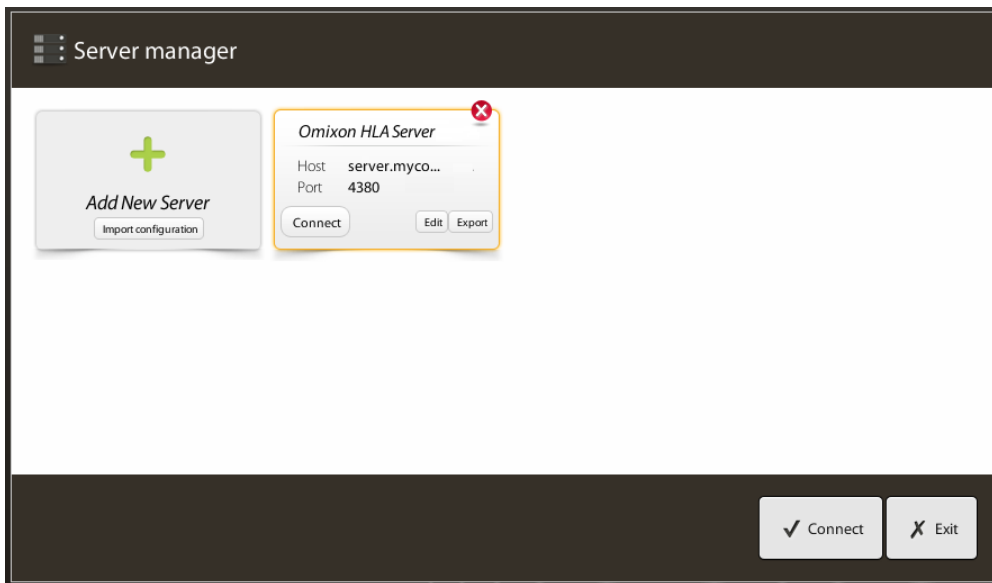 Server manager
Add New Server
Import configuration
Omixon HLA Server
Host server.myco...
Port 4380
Connect Edit Export
Connect Exit